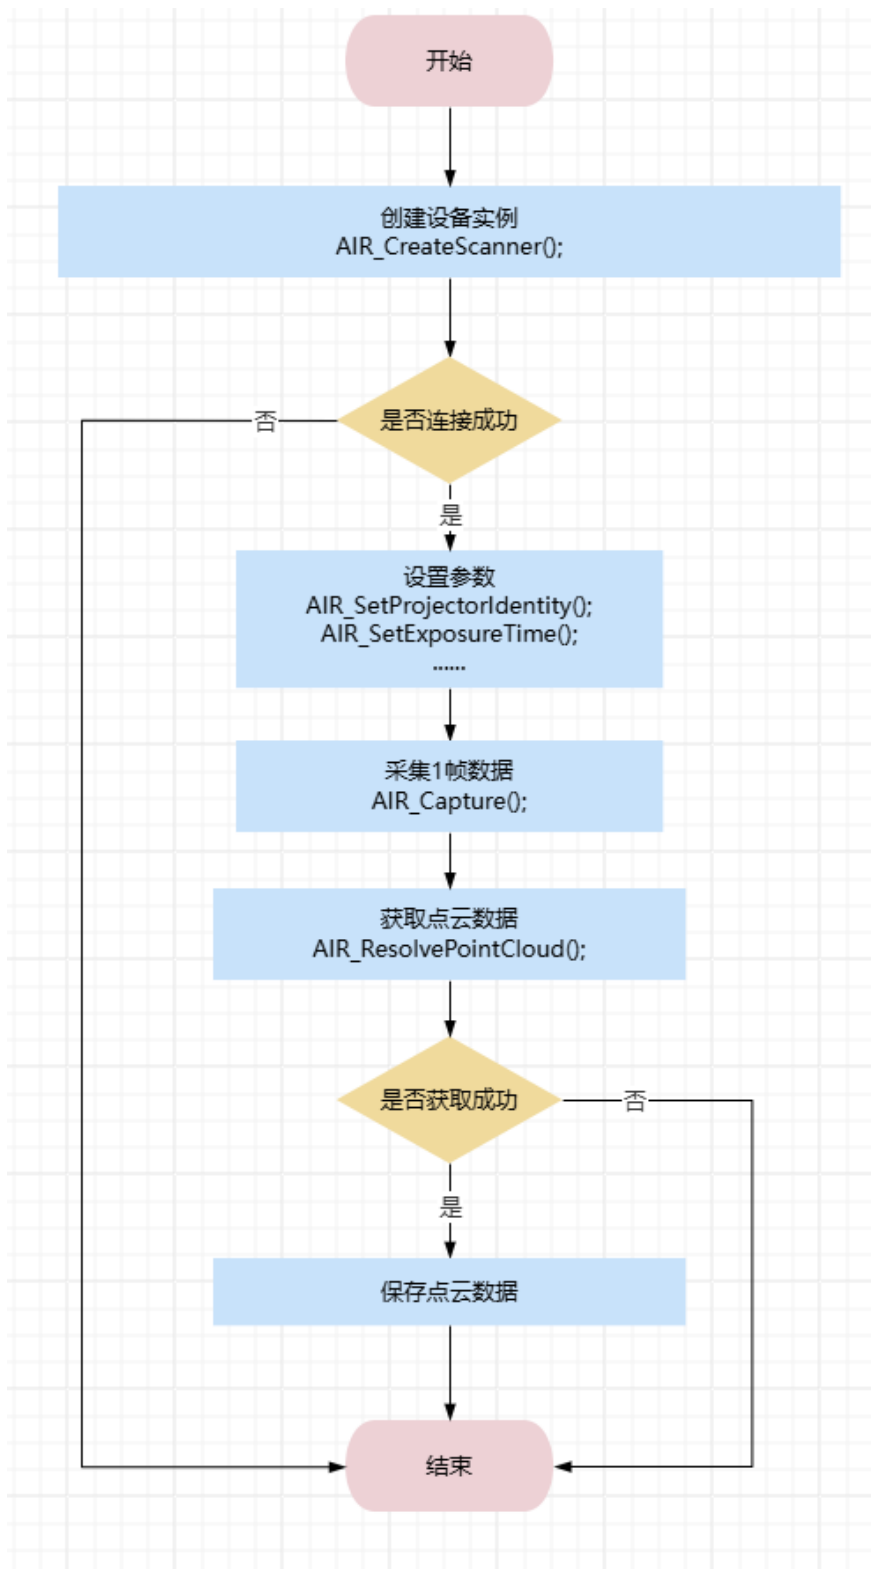 开始
创建设备实例
AIR_CreateScanner();
是否连接成功
否
是
设置参数
AIR_SetProjectorIdentity();
AIR_SetExposureTime();
......
采集1帧数据
AIR_Capture();
获取点云数据
AIR_ResolvePointCloud();
是否获取成功
否
是
保存点云数据
结束